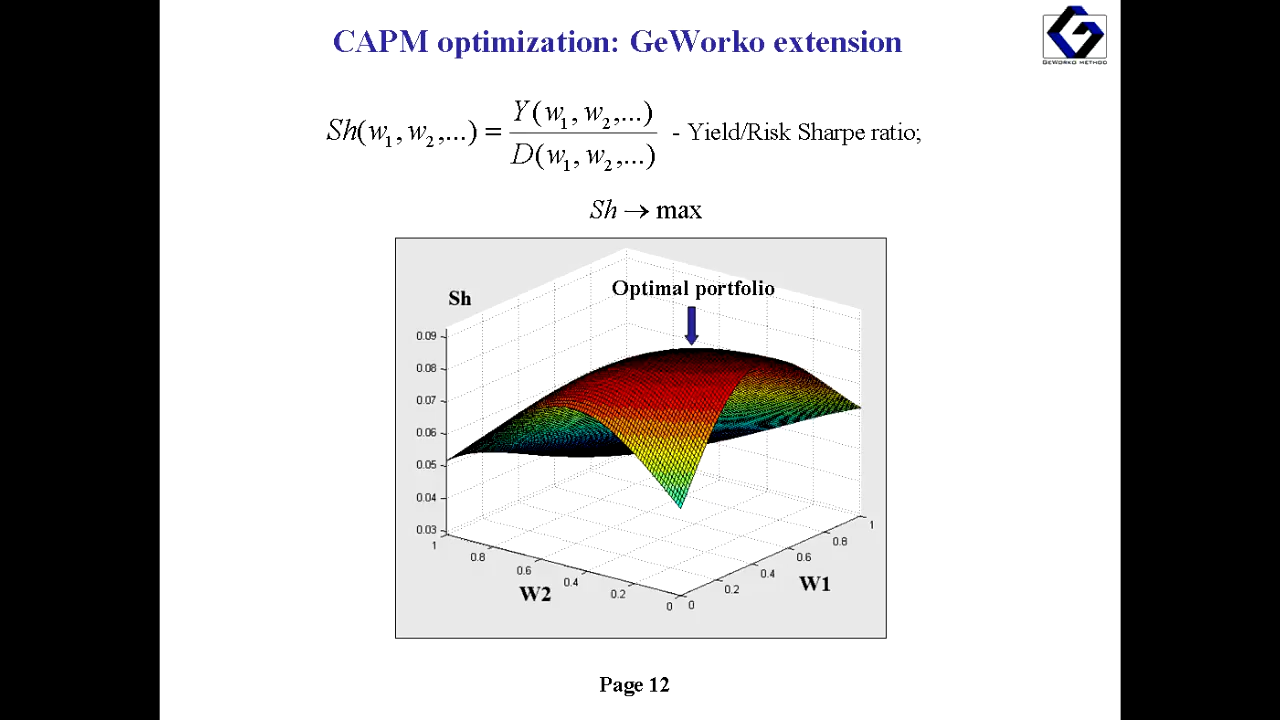 CAPM optimization: GeWorko extension
GEWORKO METHOD
Sh(w₁, w₂,...) = Y(w₁, w₂,...) / D(w₁, w₂,...) - Yield/Risk Sharpe ratio;
Sh → max
Optimal portfolio
Sh
0.09
0.08
0.07
0.06
0.05
0.04
0.03
1
0.8
0.6
0.4
0.2
0
W2
0
0.2
0.4
0.6
0.8
1
W1
Page 12